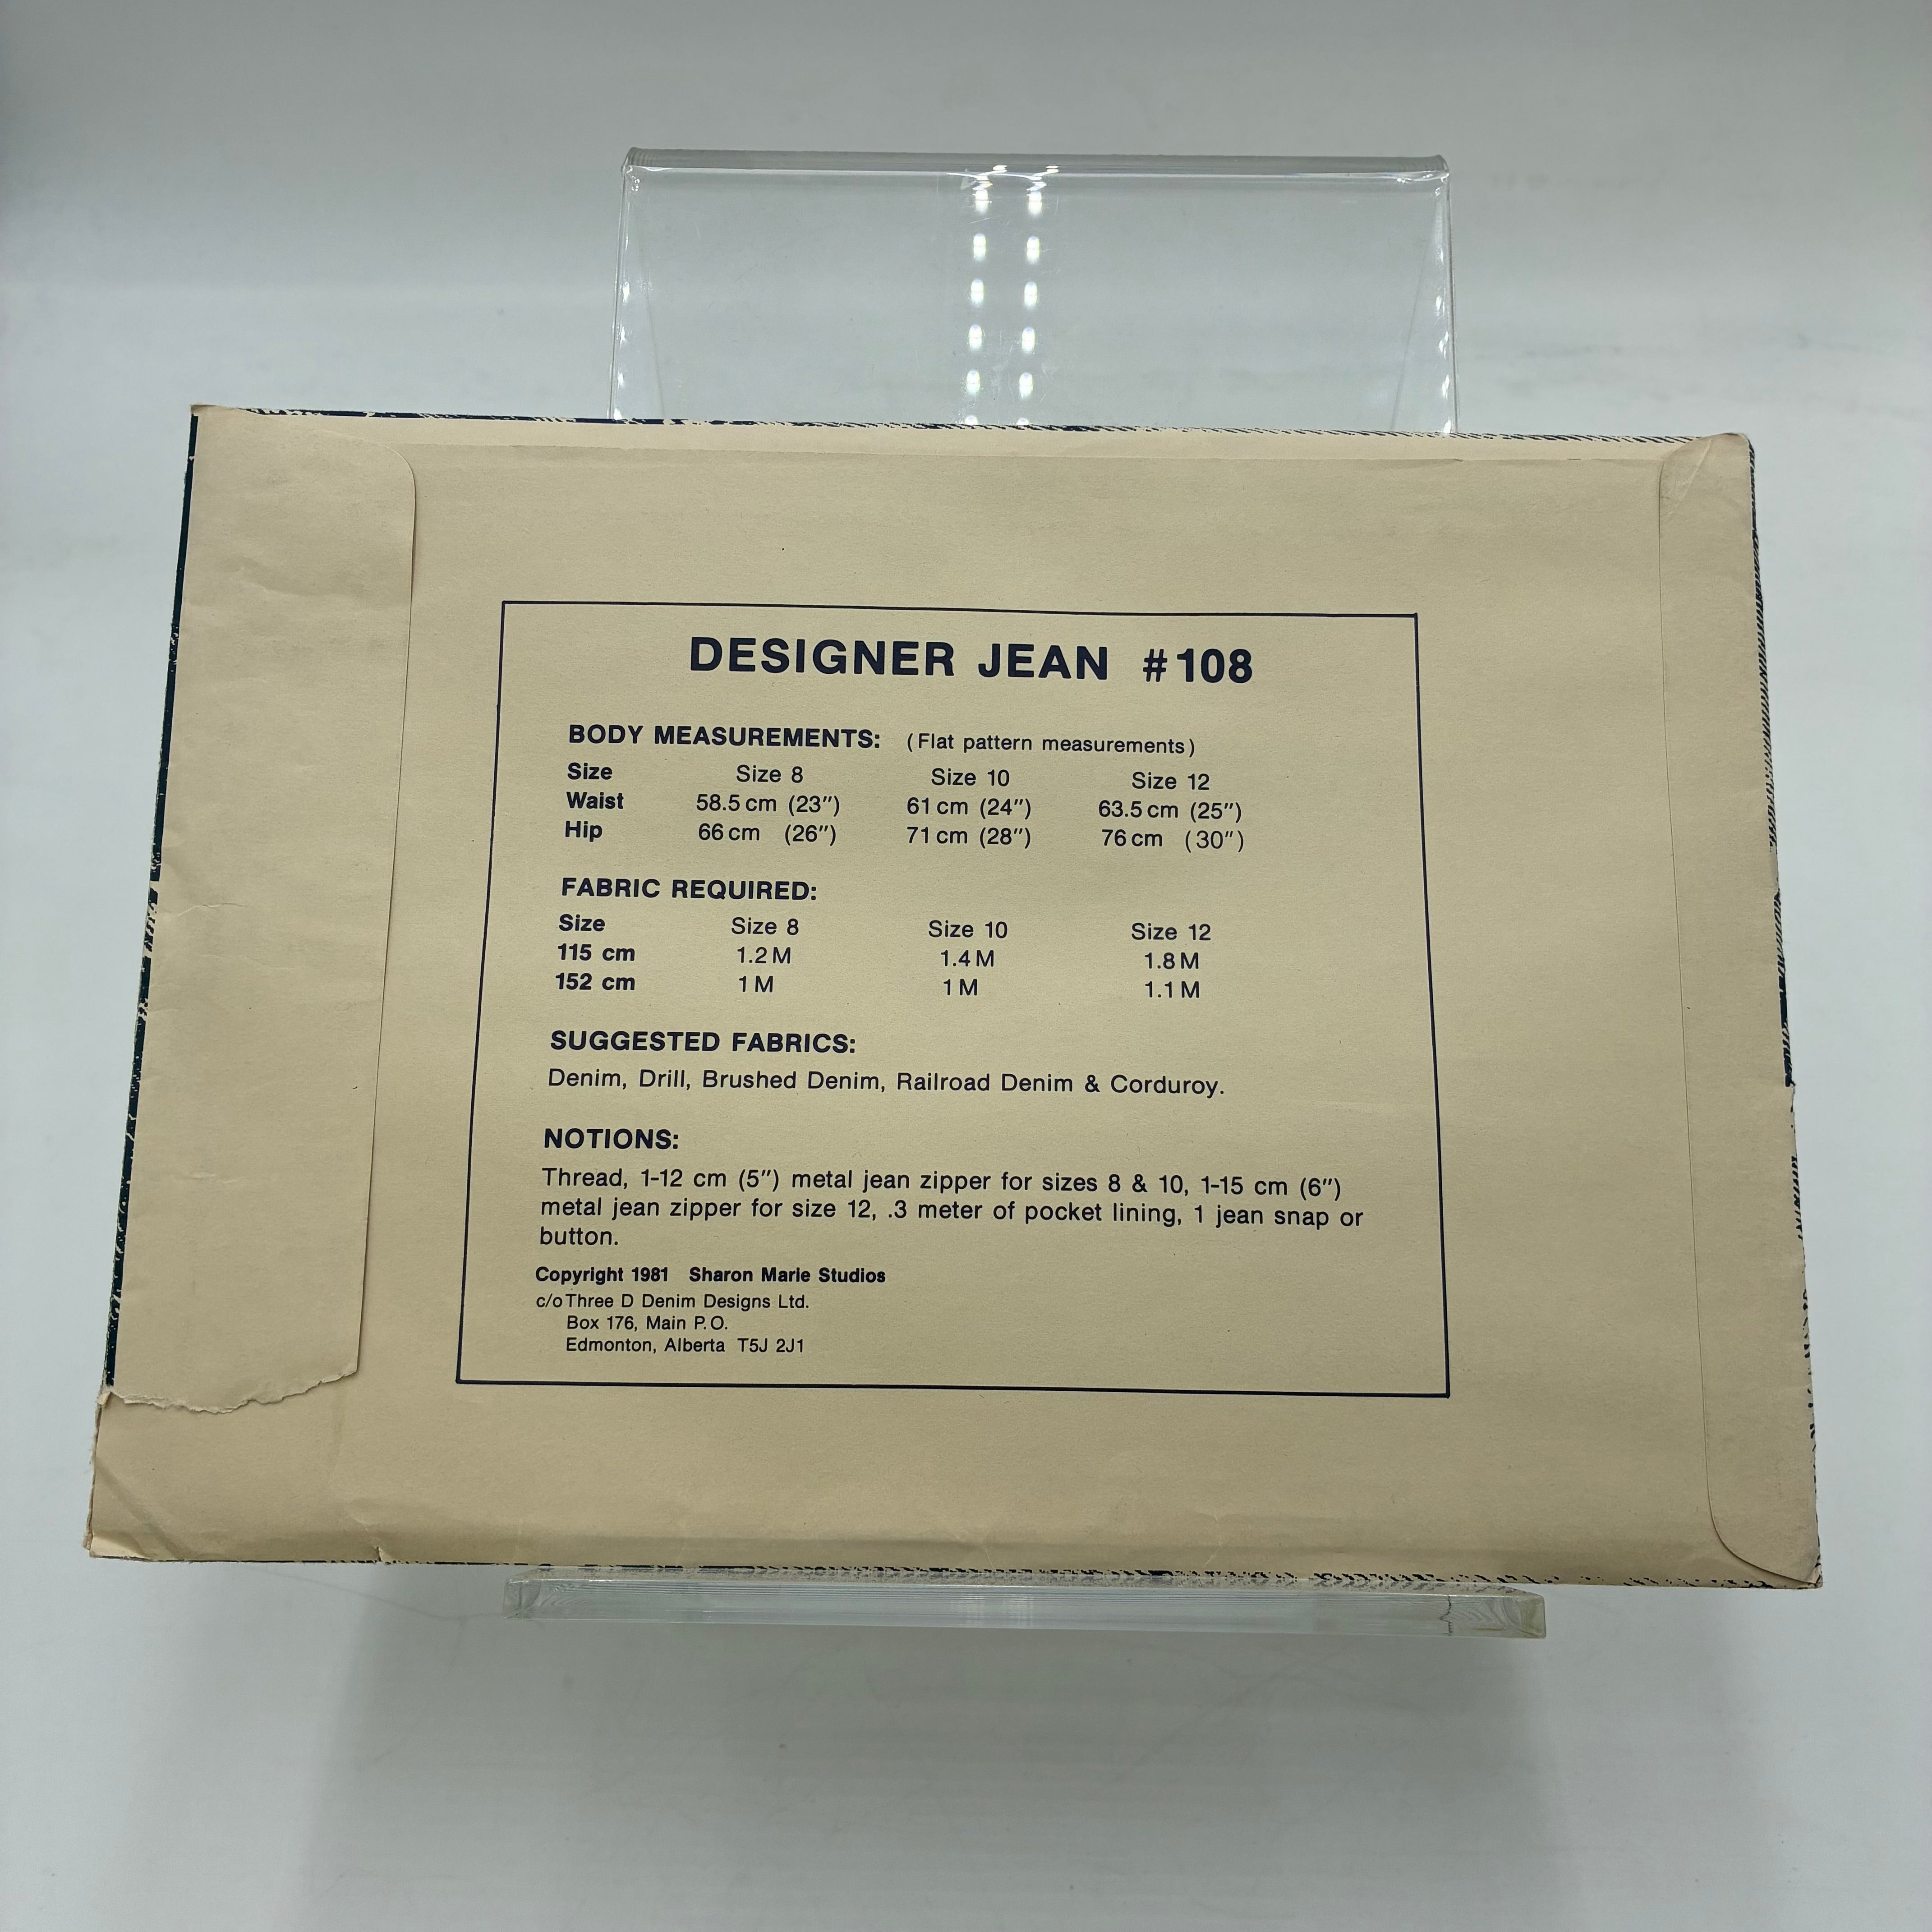 DESIGNER JEAN #108
BODY MEASUREMENTS: (Flat pattern measurements)
Size Size 8 Size 10 Size 12
Waist 58.5 cm (23") 61 cm (24") 63.5 cm (25")
Hip 66 cm (26") 71 cm (28") 76 cm (30")
FABRIC REQUIRED:
Size Size 8 Size 10 Size 12
115 cm 1.2 M 1.4 M 1.8 M
152 cm 1 M 1 M 1.1 M
SUGGESTED FABRICS:
Denim, Drill, Brushed Denim, Railroad Denim & Corduroy.
NOTIONS:
Thread, 1-12 cm (5") metal jean zipper for sizes 8 & 10, 1-15 cm (6")
metal jean zipper for size 12, .3 meter of pocket lining, 1 jean snap or
button.
Copyright 1981 Sharon Marie Studios
c/o Three D Denim Designs Ltd.
Box 176, Main P.O.
Edmonton, Alberta T5J 2J1